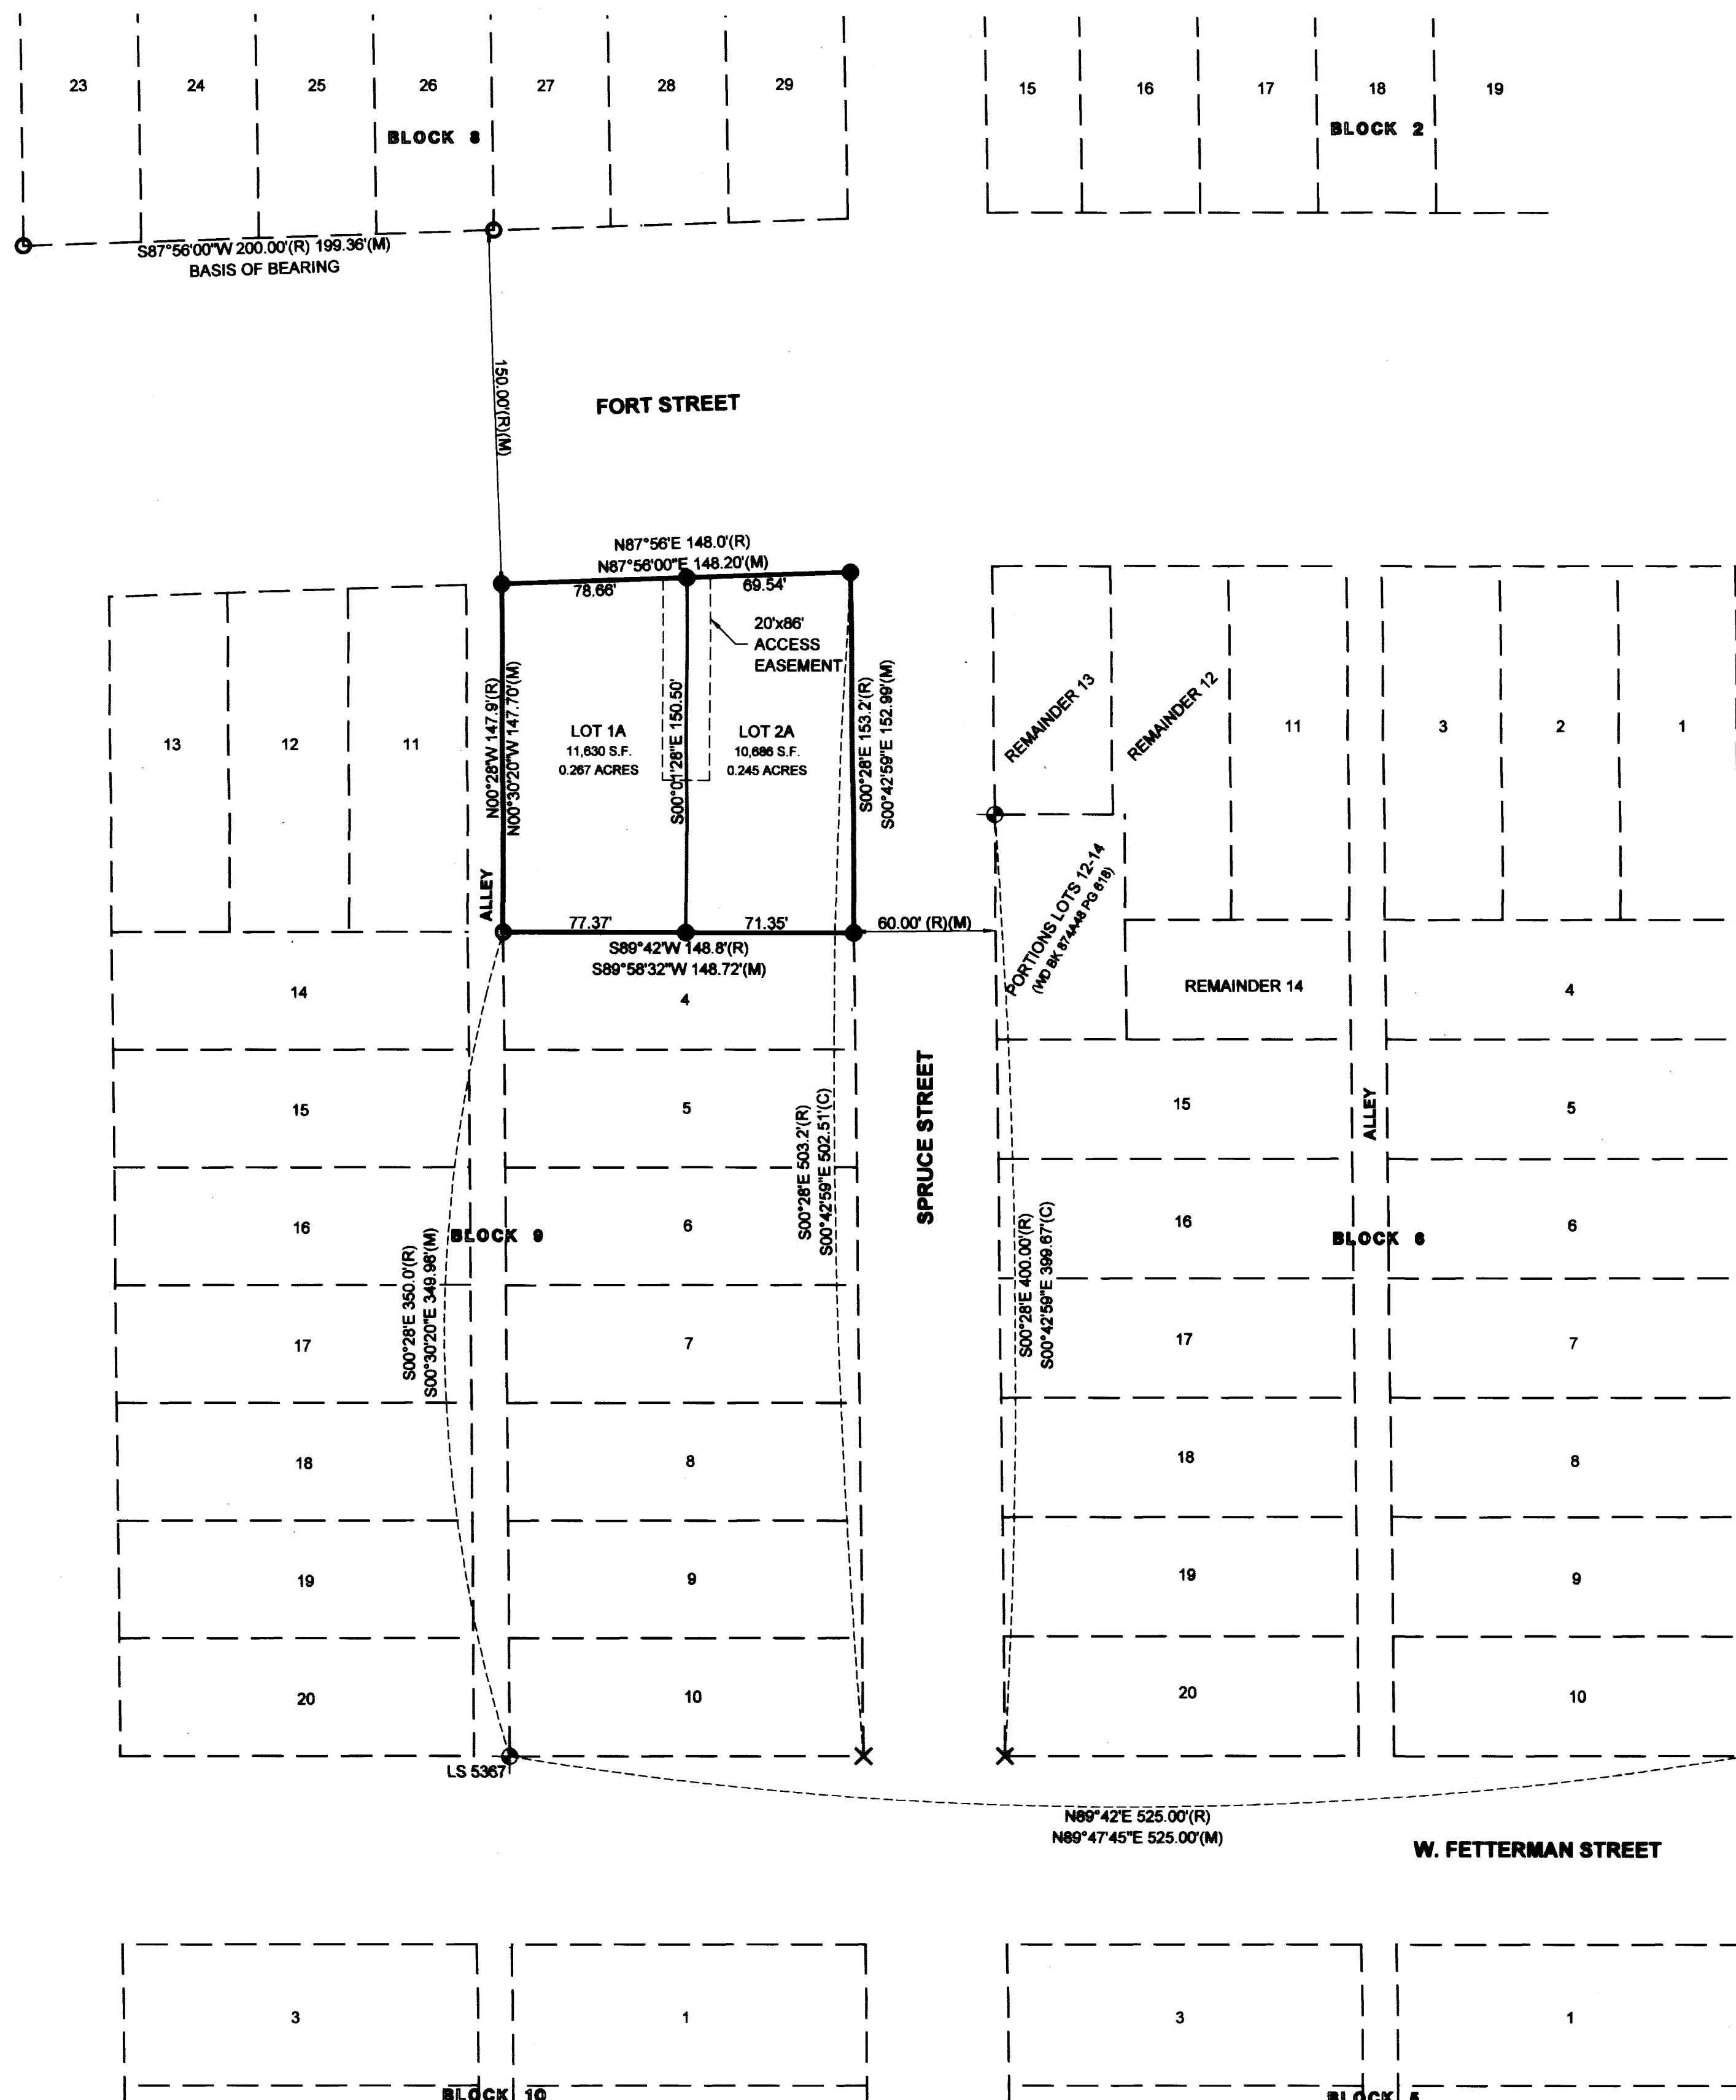 23
24
25
26
27
28
29
BLOCK 8
15
16
17
18
19
BLOCK 2
S87°56'00"W 200.00'(R) 199.36'(M)
BASIS OF BEARING
150.00'(R)(M)
FORT STREET
N87°56'E 148.0'(R)
N87°56'00"E 148.20'(M)
78.66'
69.54'
20'x86'
ACCESS
EASEMENT
N00°28'W 147.9'(R)
N00°30'20"W 147.70'(M)
LOT 1A
11,630 S.F.
0.267 ACRES
S00°01'28"E 150.50'
LOT 2A
10,686 S.F.
0.245 ACRES
S00°28'E 153.2'(R)
S00°42'59"E 152.99'(M)
13
12
11
ALLEY
77.37'
71.35'
S89°42'W 148.8'(R)
S89°58'32"W 148.72'(M)
60.00' (R)(M)
REMAINDER 13
REMAINDER 12
11
3
2
1
PORTIONS LOTS 12-14
(WD BK 874A48 PG 618)
REMAINDER 14
4
14
4
15
5
SPRUCE STREET
15
ALLEY
5
S00°28'E 503.2'(R)
S00°42'59"E 502.51'(C)
16
BLOCK 9
6
16
BLOCK 6
6
S00°28'E 350.0'(R)
S00°30'20"E 349.98'(M)
S00°28'E 400.00'(R)
S00°42'59"E 399.67'(C)
17
7
17
7
18
8
18
8
19
9
19
9
20
10
20
10
LS 5367
N89°42'E 525.00'(R)
N89°47'45"E 525.00'(M)
W. FETTERMAN STREET
3
1
3
1
BLOCK 10
BLOCK 5